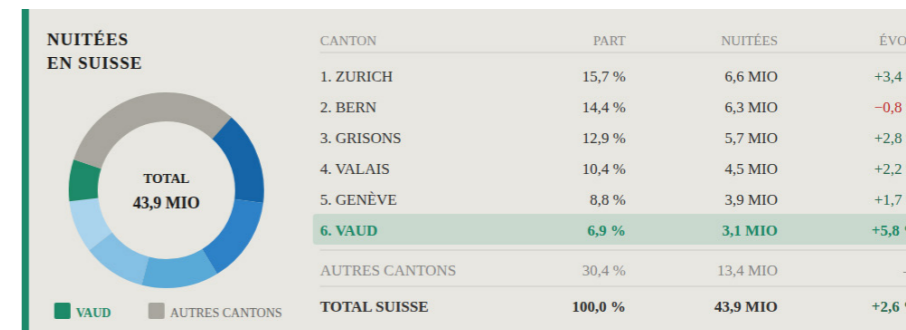 NUITÉES
EN SUISSE
TOTAL
43,9 MIO
VAUD AUTRES CANTONS
CANTON PART NUITÉES ÉVO
1. ZURICH 15,7 % 6,6 MIO +3,4
2. BERN 14,4 % 6,3 MIO −0,8
3. GRISONS 12,9 % 5,7 MIO +2,8
4. VALAIS 10,4 % 4,5 MIO +2,2
5. GENÈVE 8,8 % 3,9 MIO +1,7
6. VAUD 6,9 % 3,1 MIO +5,8
AUTRES CANTONS 30,4 % 13,4 MIO
TOTAL SUISSE 100,0 % 43,9 MIO +2,6